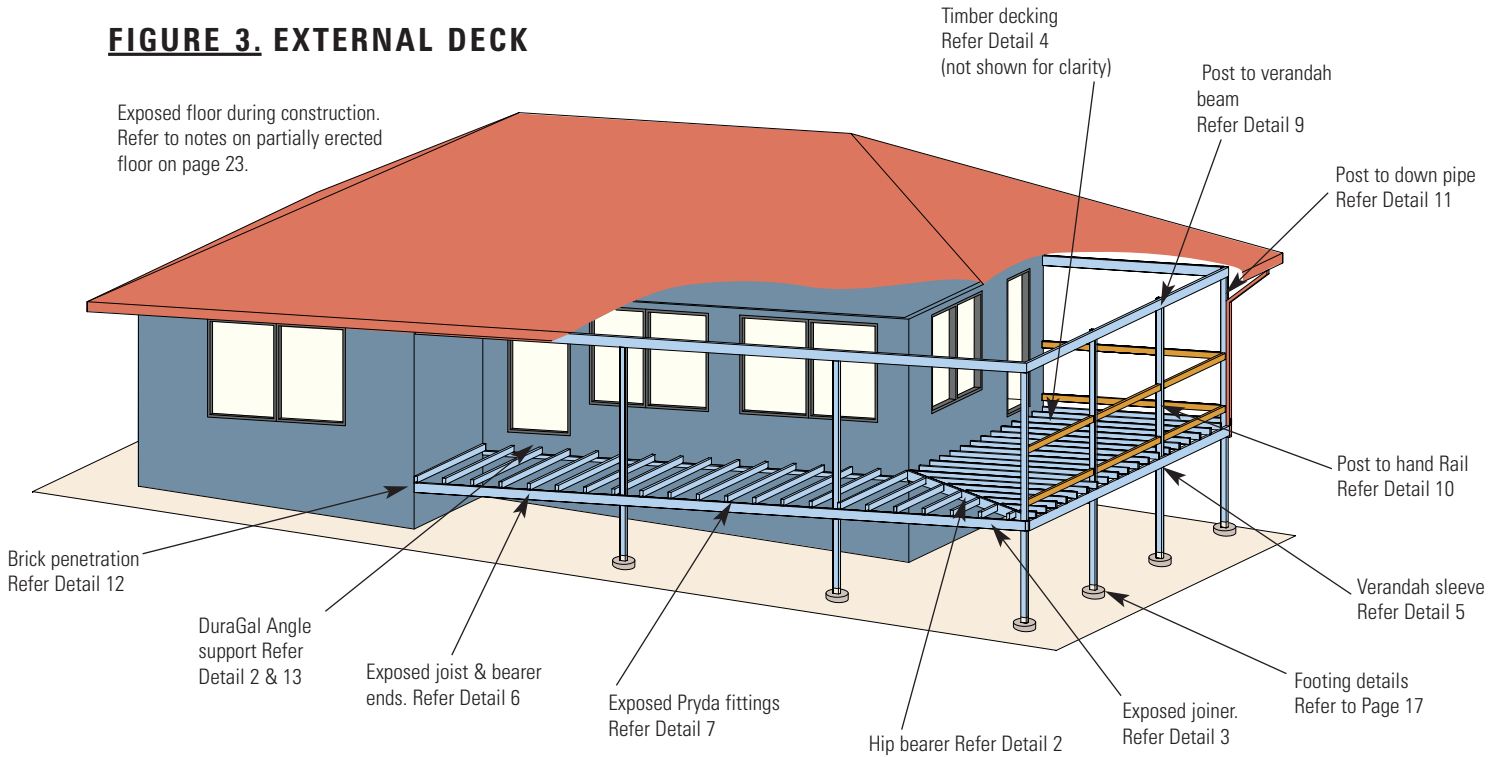 FIGURE 3. EXTERNAL DECK
Exposed floor during construction.
Refer to notes on partially erected
floor on page 23.
Timber decking
Refer Detail 4
(not shown for clarity)
Post to verandah
beam
Refer Detail 9
Post to down pipe
Refer Detail 11
Post to hand Rail
Refer Detail 10
Verandah sleeve
Refer Detail 5
Footing details
Refer to Page 17
Exposed joiner.
Refer Detail 3
Hip bearer Refer Detail 2
Exposed Pryda fittings
Refer Detail 7
Exposed joist & bearer
ends. Refer Detail 6
DuraGal Angle
support Refer
Detail 2 & 13
Brick penetration
Refer Detail 12